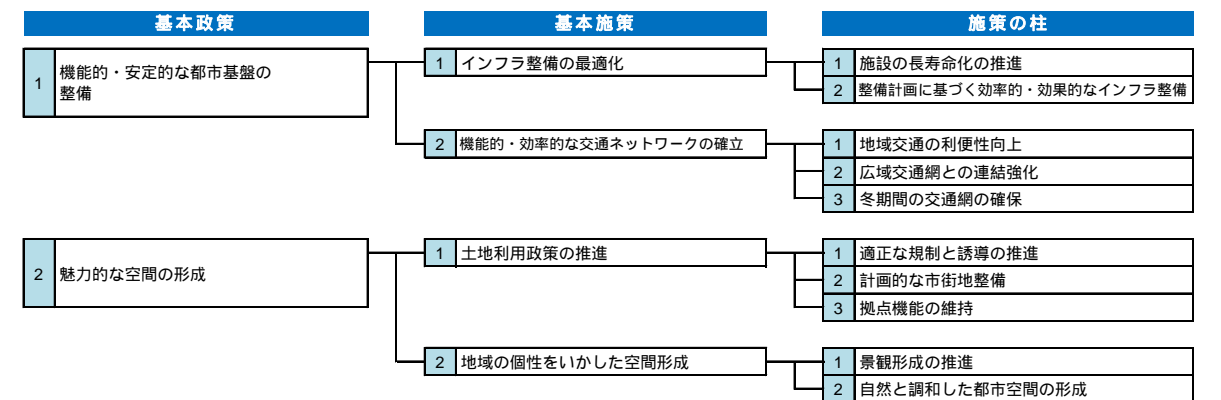 基本政策 基本施策 施策の柱
1 機能的・安定的な都市基盤の
整備
1 インフラ整備の最適化
1 施設の長寿命化の推進
2 整備計画に基づく効率的・効果的なインフラ整備
2 機能的・効率的な交通ネットワークの確立
1 地域交通の利便性向上
2 広域交通網との連結強化
3 冬期間の交通網の確保
2 魅力的な空間の形成
1 土地利用政策の推進
1 適正な規制と誘導の推進
2 計画的な市街地整備
3 拠点機能の維持
2 地域の個性をいかした空間形成
1 景観形成の推進
2 自然と調和した都市空間の形成